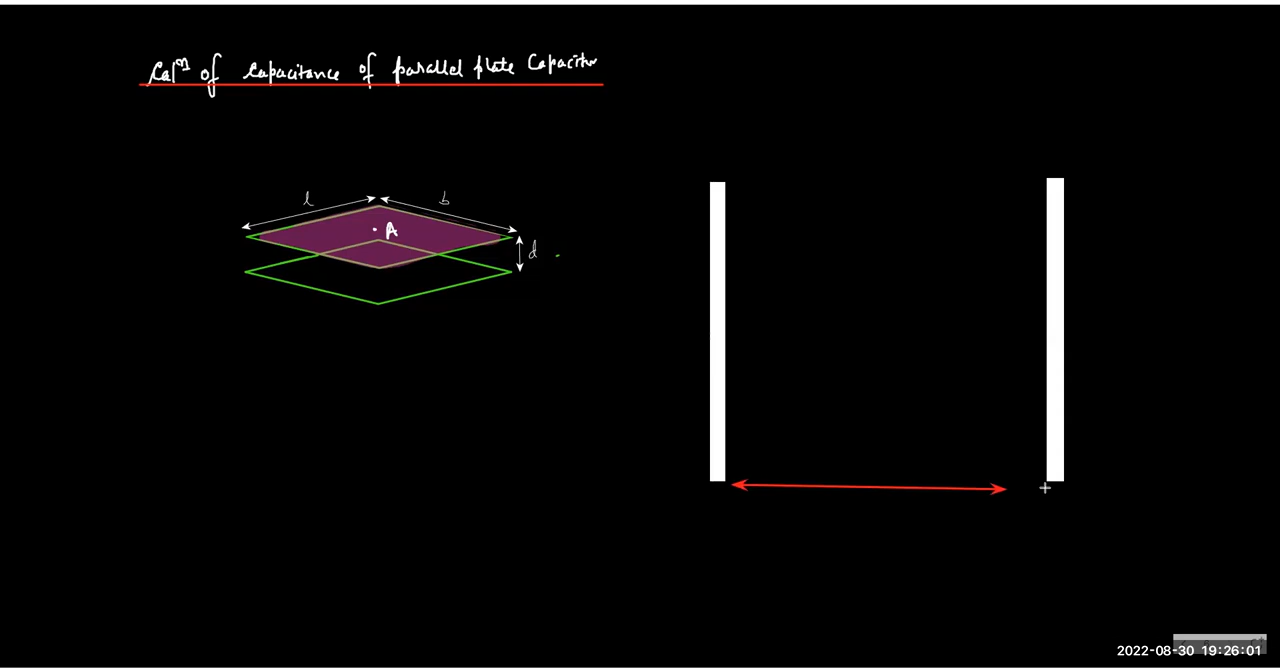 Calⁿ of Capacitance of parallel plate Capacitor
l
b
A
d
2022-08-30 19:26:01